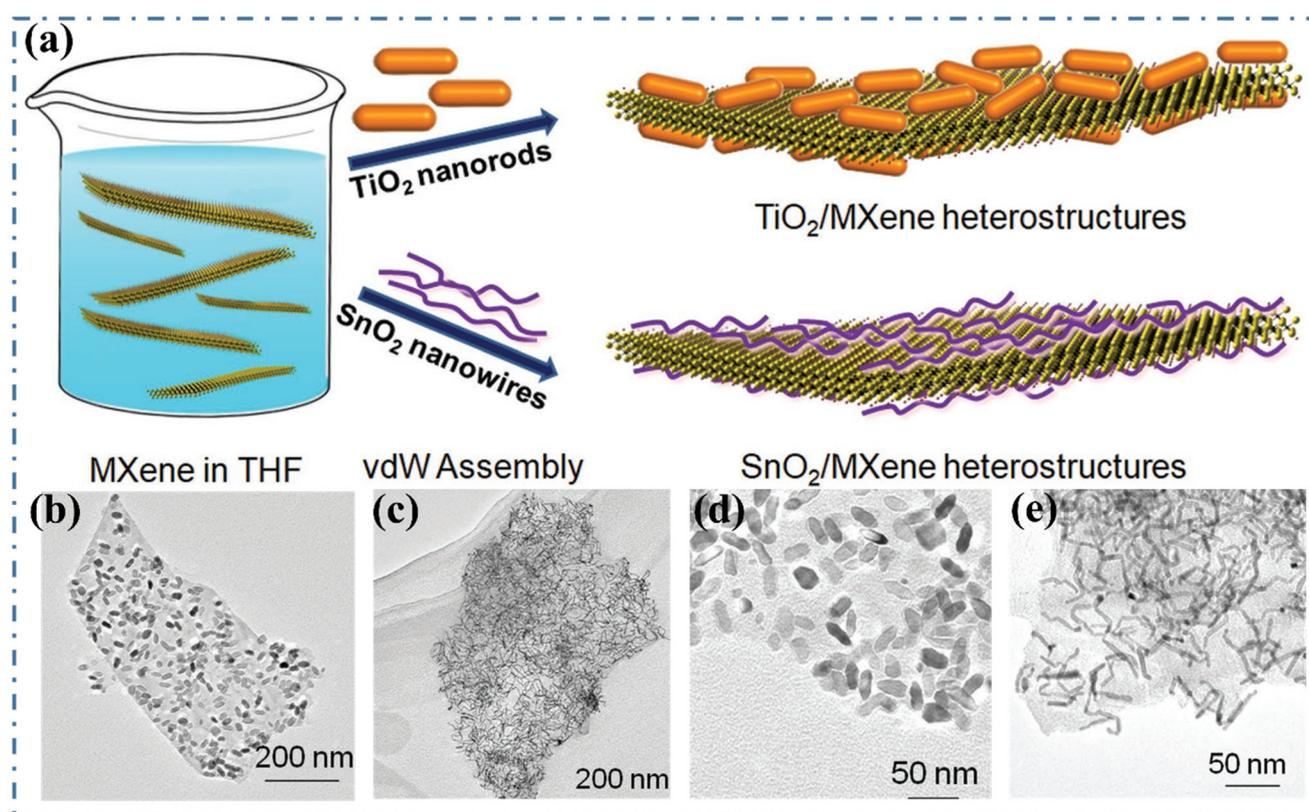 (a)
TiO₂ nanorods
TiO₂/MXene heterostructures
SnO₂ nanowires
MXene in THF
vdW Assembly
SnO₂/MXene heterostructures
(b)
(c)
(d)
(e)
200 nm
200 nm
50 nm
50 nm